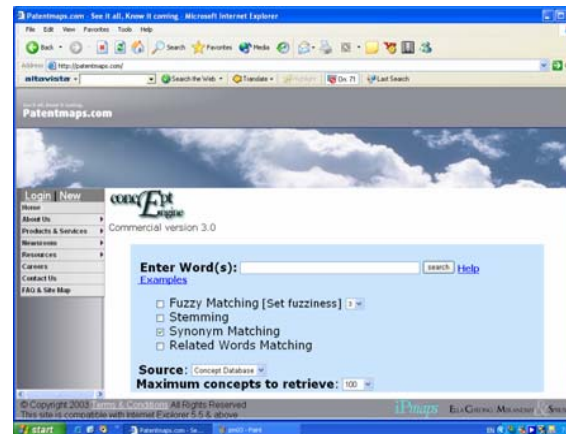 Patentmaps.com - See it all, Know it coming - Microsoft Internet Explorer
File Edit View Favorites Tools Help
Back Search Favorites Media
Address http://patentmaps.com/
altavista Search the Web Translate On 71 Last Search
Patentmaps.com
Login | New
Home
About Us
Products & Services
Newsroom
Resources
Careers
Contact Us
FAQ & Site Map
concEpt
Engine
Commercial version 3.0
Enter Word(s): search Help
Examples
Fuzzy Matching [Set fuzziness] 3
Stemming
Synonym Matching
Related Words Matching
Source: Concept Database
Maximum concepts to retrieve: 100
© Copyright 2003 Terms & Conditions All Rights Reserved
This site is compatible with Internet Explorer 5.5 & above
iPmaps
start Patentmaps.com - Se...